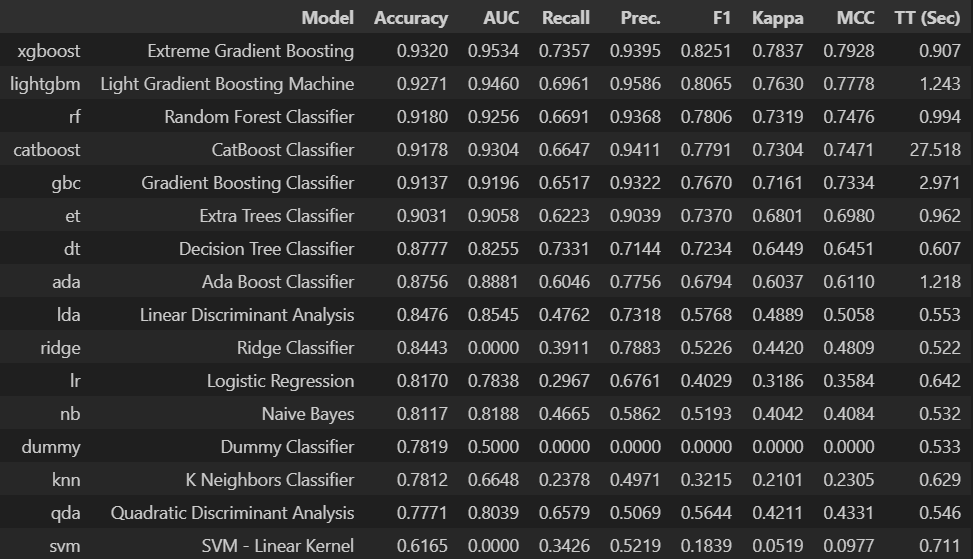 Model Accuracy AUC Recall Prec. F1 Kappa MCC TT (Sec)
xgboost Extreme Gradient Boosting 0.9320 0.9534 0.7357 0.9395 0.8251 0.7837 0.7928 0.907
lightgbm Light Gradient Boosting Machine 0.9271 0.9460 0.6961 0.9586 0.8065 0.7630 0.7778 1.243
rf Random Forest Classifier 0.9180 0.9256 0.6691 0.9368 0.7806 0.7319 0.7476 0.994
catboost CatBoost Classifier 0.9178 0.9304 0.6647 0.9411 0.7791 0.7304 0.7471 27.518
gbc Gradient Boosting Classifier 0.9137 0.9196 0.6517 0.9322 0.7670 0.7161 0.7334 2.971
et Extra Trees Classifier 0.9031 0.9058 0.6223 0.9039 0.7370 0.6801 0.6980 0.962
dt Decision Tree Classifier 0.8777 0.8255 0.7331 0.7144 0.7234 0.6449 0.6451 0.607
ada Ada Boost Classifier 0.8756 0.8881 0.6046 0.7756 0.6794 0.6037 0.6110 1.218
lda Linear Discriminant Analysis 0.8476 0.8545 0.4762 0.7318 0.5768 0.4889 0.5058 0.553
ridge Ridge Classifier 0.8443 0.0000 0.3911 0.7883 0.5226 0.4420 0.4809 0.522
lr Logistic Regression 0.8170 0.7838 0.2967 0.6761 0.4029 0.3186 0.3584 0.642
nb Naive Bayes 0.8117 0.8188 0.4665 0.5862 0.5193 0.4042 0.4084 0.532
dummy Dummy Classifier 0.7819 0.5000 0.0000 0.0000 0.0000 0.0000 0.0000 0.533
knn K Neighbors Classifier 0.7812 0.6648 0.2378 0.4971 0.3215 0.2101 0.2305 0.629
qda Quadratic Discriminant Analysis 0.7771 0.8039 0.6579 0.5069 0.5644 0.4211 0.4331 0.546
svm SVM - Linear Kernel 0.6165 0.0000 0.3426 0.5219 0.1839 0.0519 0.0977 0.711